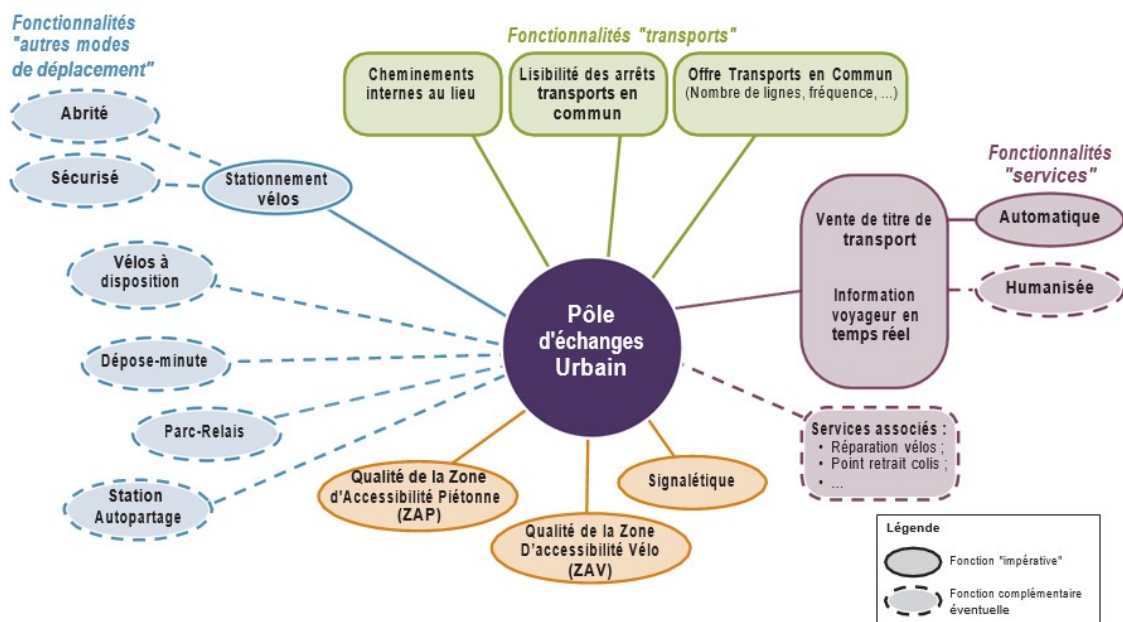 Fonctionnalités
"autres modes
de déplacement"
Abrité
Sécurisé
Stationnement
vélos
Vélos à
disposition
Dépose-minute
Parc-Relais
Station
Autopartage
Fonctionnalités "transports"
Cheminements
internes au lieu
Lisibilité des arrêts
transports en
commun
Offre Transports en Commun
(Nombre de lignes, fréquence, ...)
Fonctionnalités
"services"
Vente de titre de
transport
Information
voyageur en
temps réel
Automatique
Humanisée
Pôle
d'échanges
Urbain
Services associés :
• Réparation vélos ;
• Point retrait colis ;
• ...
Qualité de la Zone
d'Accessibilité Piétonne
(ZAP)
Qualité de la Zone
D'accessibilité Vélo
(ZAV)
Signalétique
Légende
Fonction "impérative"
Fonction complémentaire
éventuelle